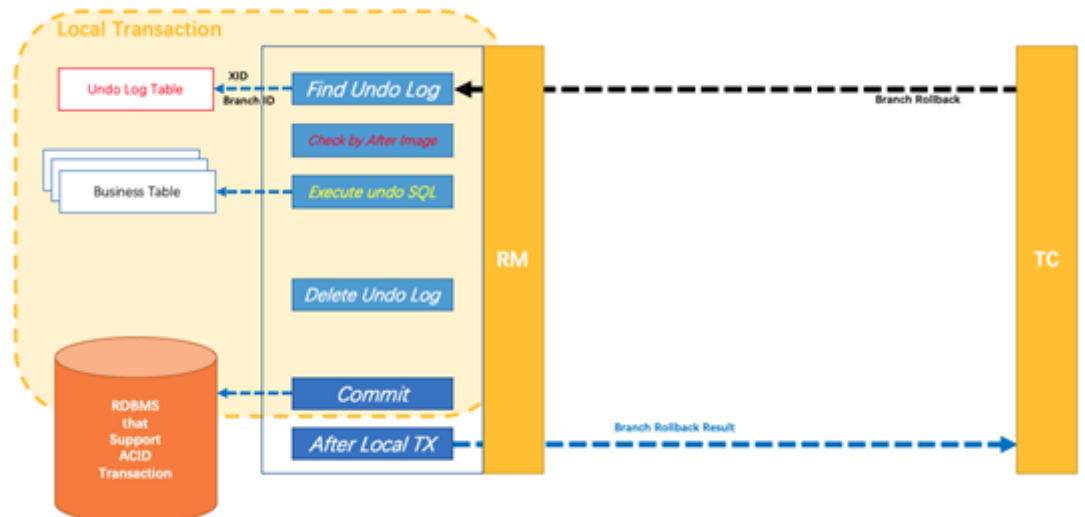 Local Transaction
XID
Undo Log Table
Branch ID
Find Undo Log
Branch Rollback
Check by After Image
Business Table
Execute undo SQL
RM
TC
Delete Undo Log
Commit
RDBMS
that
Support
ACID
Transaction
After Local TX
Branch Rollback Result